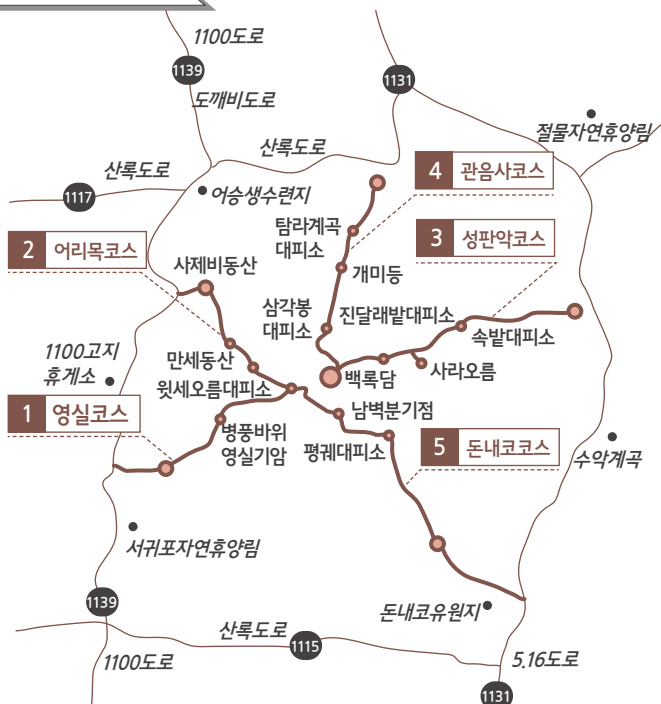 1100도로
1139
1131
도깨비도로
절물자연휴양림
산록도로
산록도로
1117
어승생수련지
4 관음사코스
탐라계곡
대피소
3 성판악코스
2 어리목코스
사제비동산
개미등
삼각봉
대피소
진달래밭대피소
속밭대피소
1100고지
휴게소
만세동산
윗세오름대피소
백록담
사라오름
1 영실코스
남벽분기점
병풍바위
영실기암
평궤대피소
5 돈내코코스
수악계곡
서귀포자연휴양림
1139
돈내코유원지
산록도로
1115
1100도로
5.16도로
1131